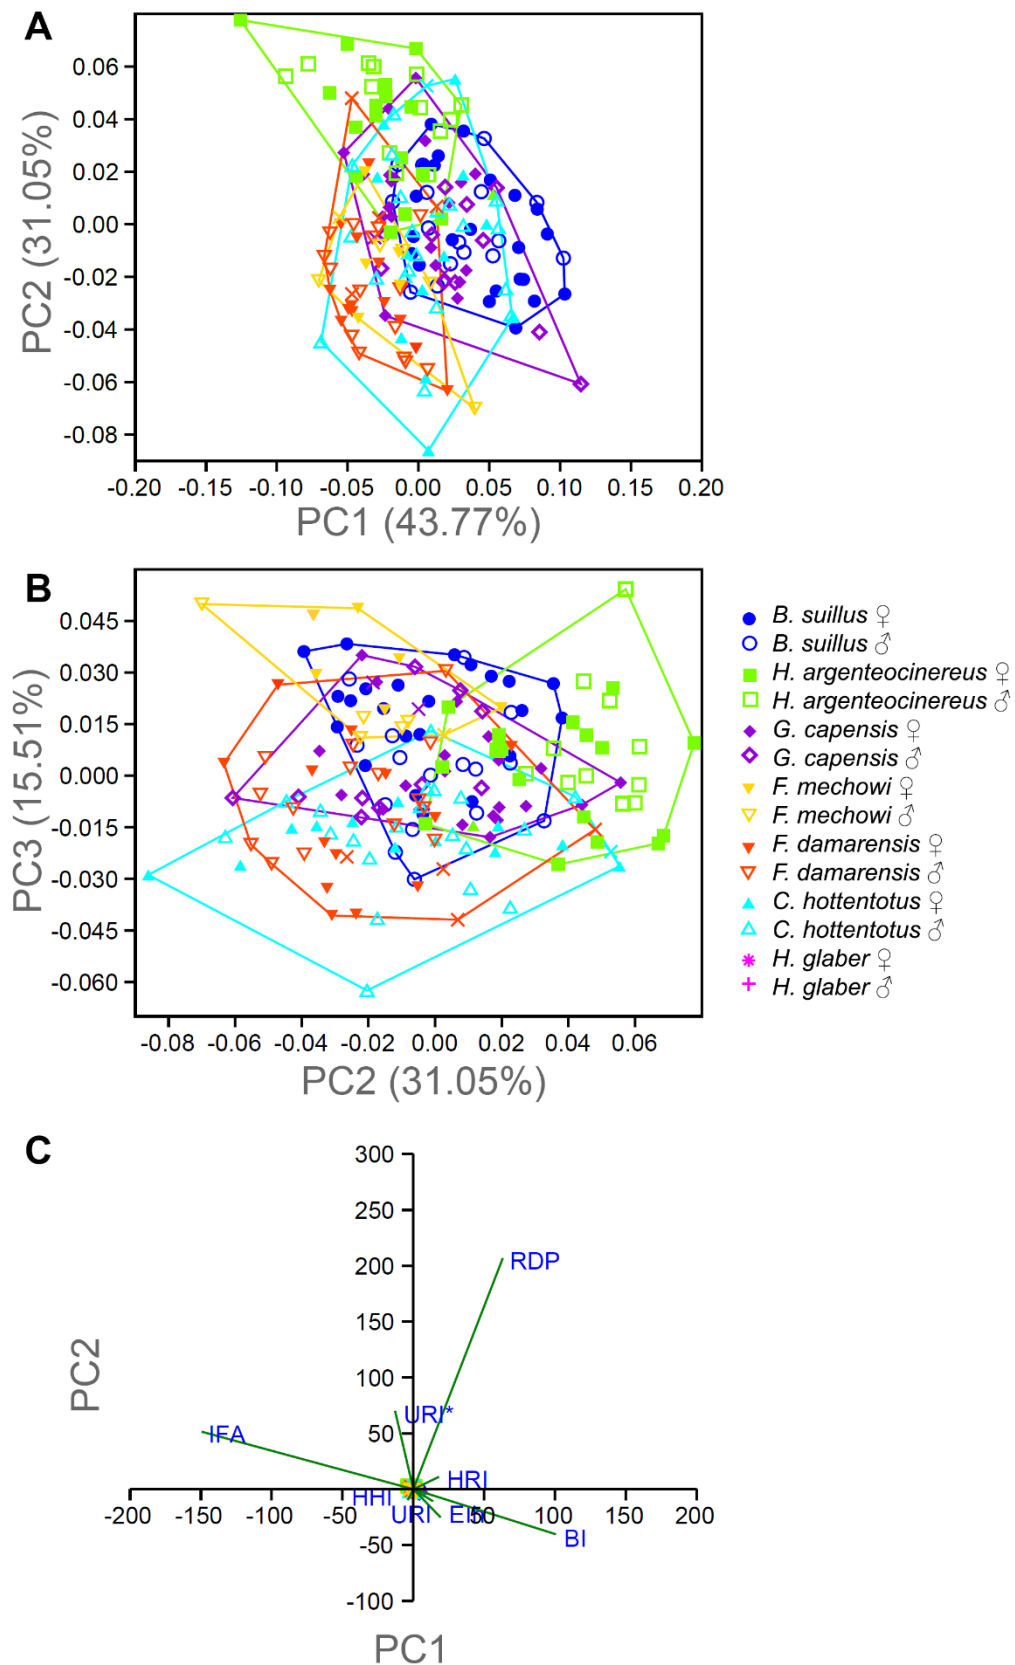 A
0.06
0.04
0.02
0.00
-0.02
-0.04
-0.06
-0.08
PC2 (31.05%)
-0.20 -0.15 -0.10 -0.05 0.00 0.05 0.10 0.15 0.20
PC1 (43.77%)
B
0.045
0.030
0.015
0.000
-0.015
-0.030
-0.045
-0.060
PC3 (15.51%)
-0.08 -0.06 -0.04 -0.02 0.00 0.02 0.04 0.06
PC2 (31.05%)
B. suillus ♀
B. suillus ♂
H. argenteocinereus ♀
H. argenteocinereus ♂
G. capensis ♀
G. capensis ♂
F. mechowi ♀
F. mechowi ♂
F. damarensis ♀
F. damarensis ♂
C. hottentotus ♀
C. hottentotus ♂
H. glaber ♀
H. glaber ♂
C
300
250
200
150
100
50
-50
-100
PC2
RDP
URI*
IFA
HRI
HHI
URI
EI
BI
-200 -150 -100 -50 50 100 150 200
PC1